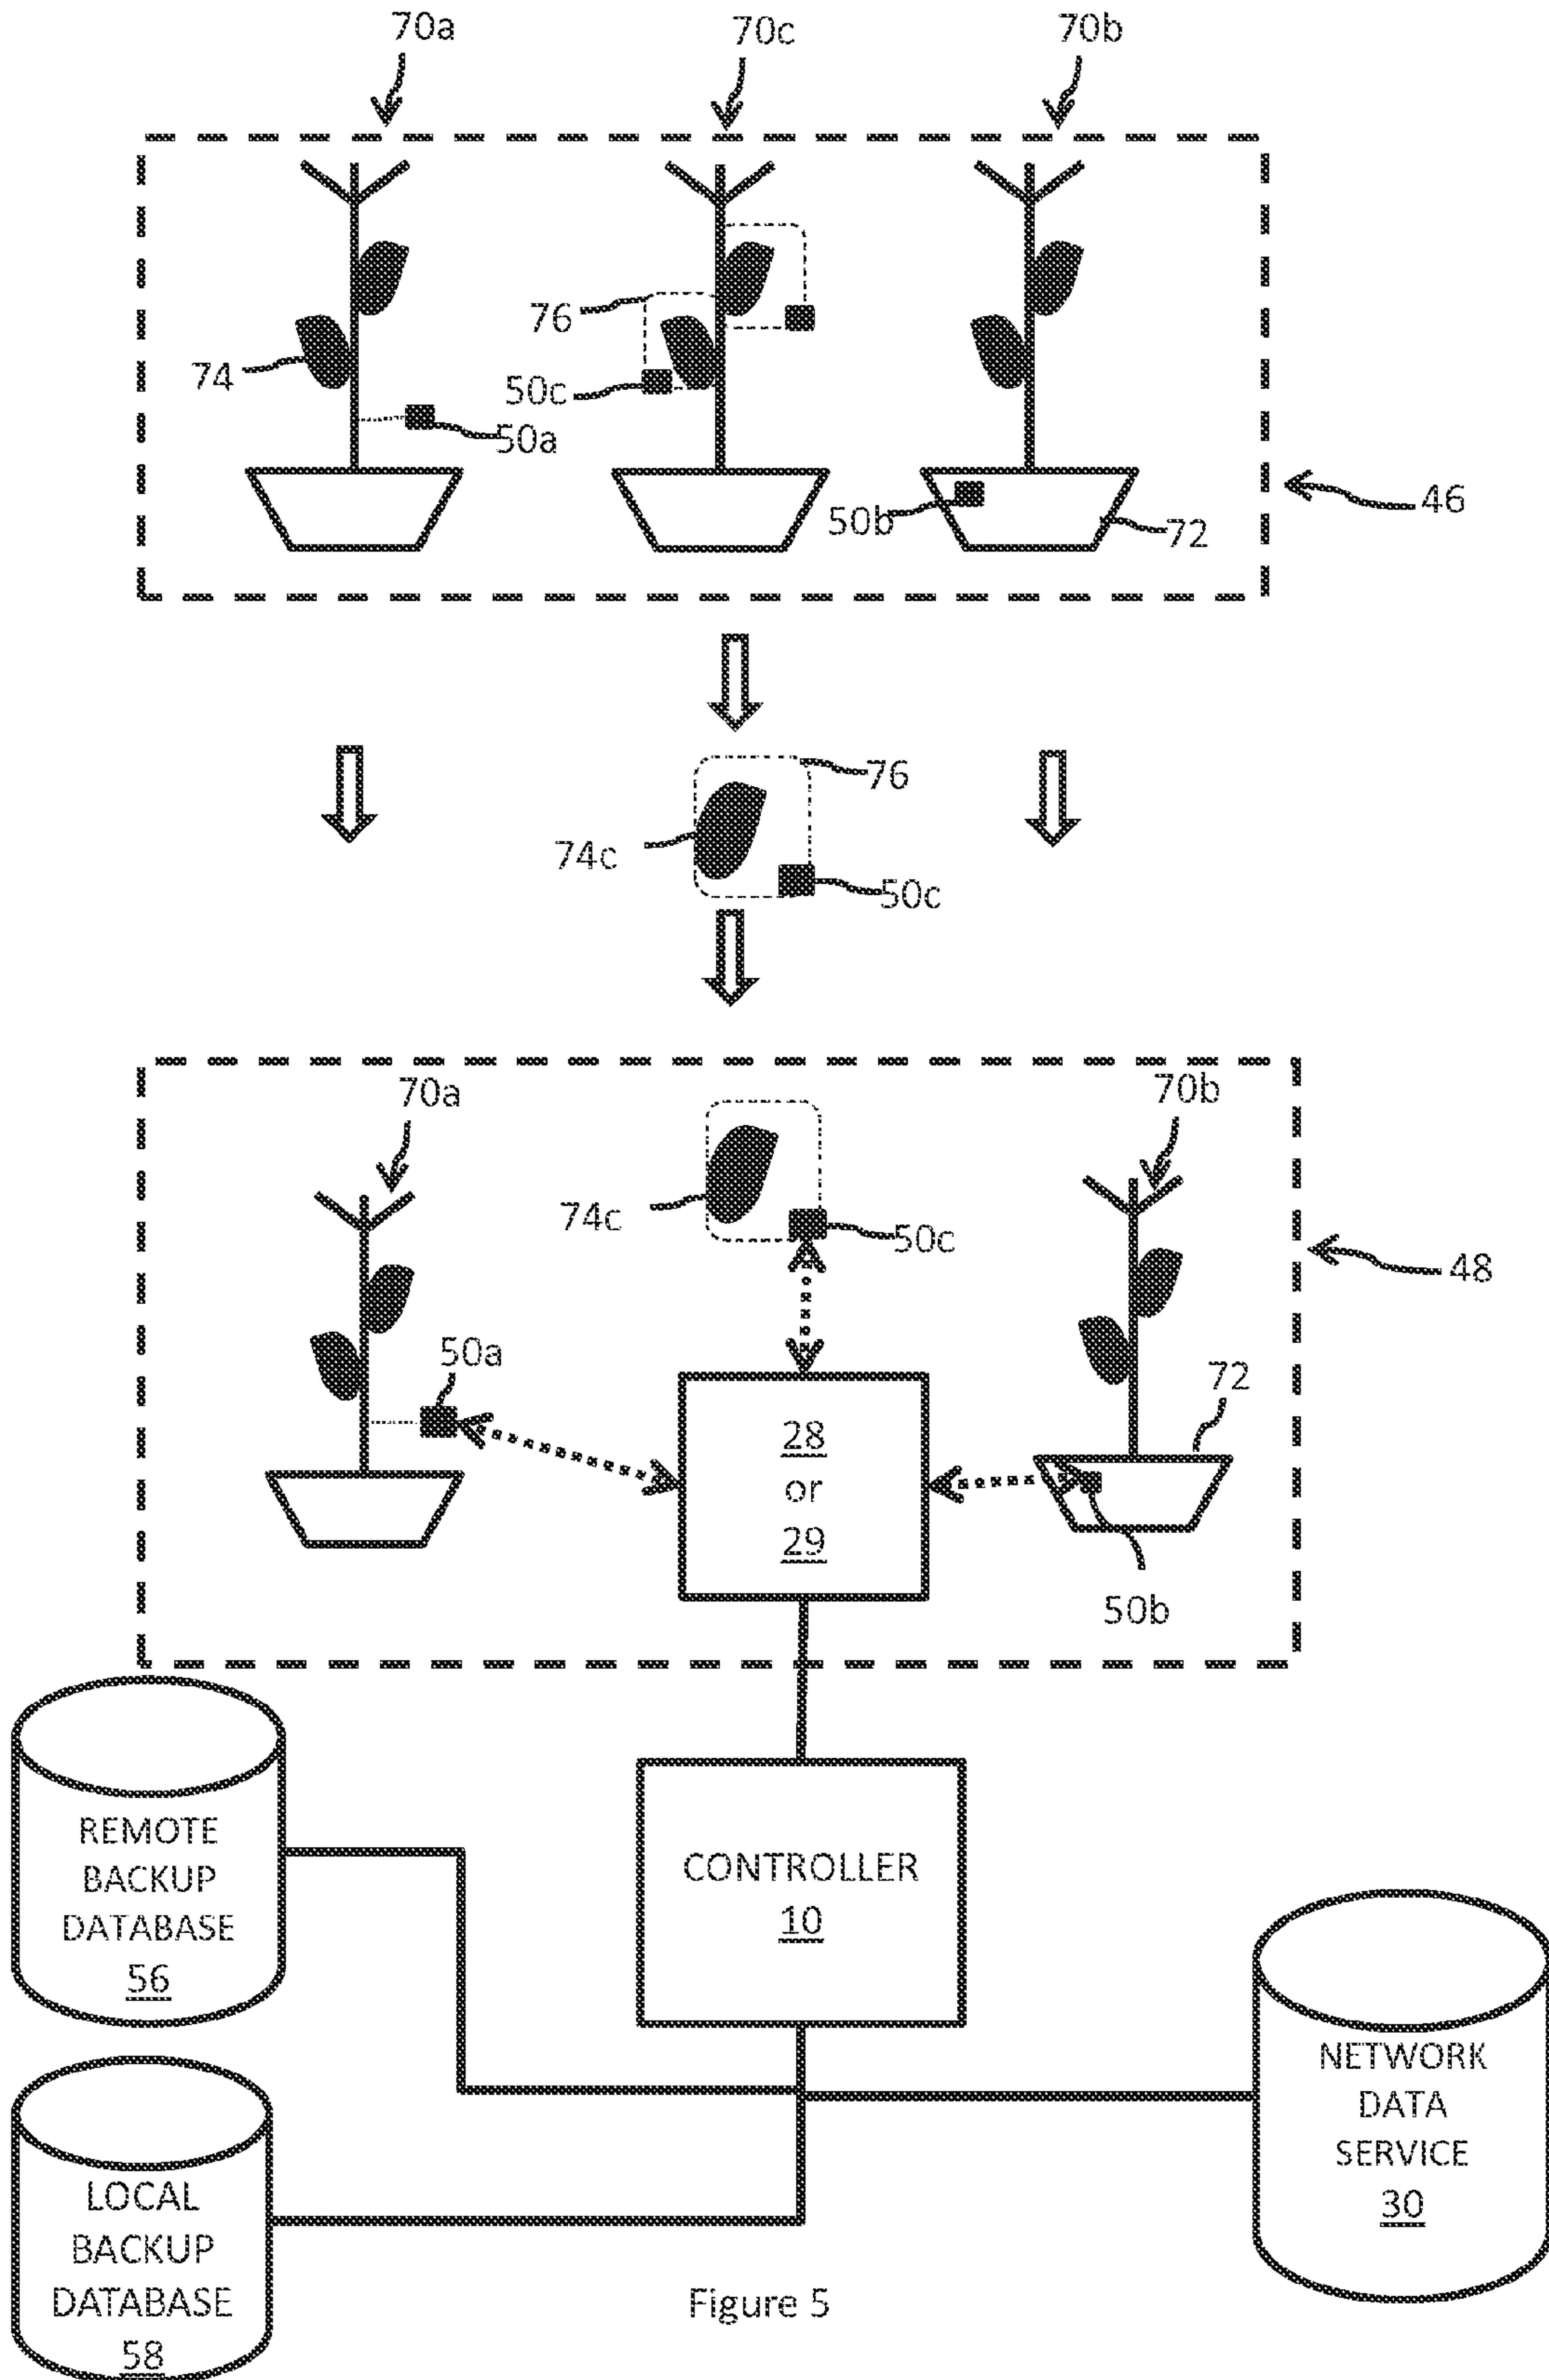 70a
70c
70b
76
74
50c
50a
50b
72
46
76
74c
50c
70a
70b
74c
50c
48
50a
72
28
or
29
50b
REMOTE
BACKUP
DATABASE
56
CONTROLLER
10
NETWORK
DATA
SERVICE
30
LOCAL
BACKUP
DATABASE
58
Figure 5